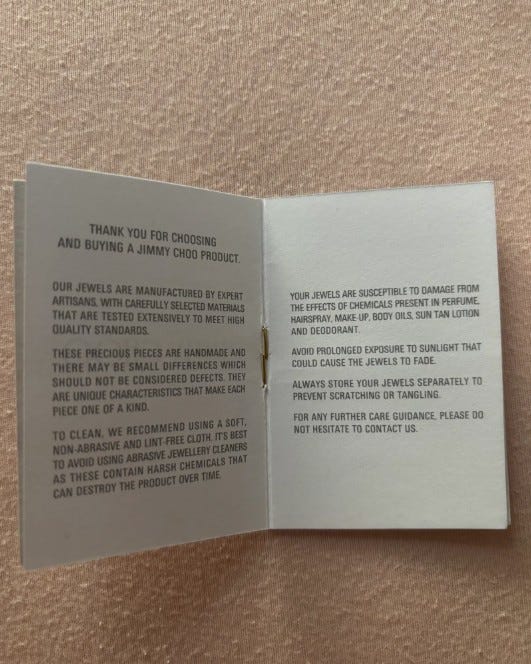 THANK YOU FOR CHOOSING
AND BUYING A JIMMY CHOO PRODUCT.
OUR JEWELS ARE MANUFACTURED BY EXPERT
ARTISANS, WITH CAREFULLY SELECTED MATERIALS
THAT ARE TESTED EXTENSIVELY TO MEET HIGH
QUALITY STANDARDS.
THESE PRECIOUS PIECES ARE HANDMADE AND
THERE MAY BE SMALL DIFFERENCES WHICH
SHOULD NOT BE CONSIDERED DEFECTS. THEY
ARE UNIQUE CHARACTERISTICS THAT MAKE EACH
PIECE ONE OF A KIND.
TO CLEAN, WE RECOMMEND USING A SOFT,
NON-ABRASIVE AND LINT-FREE CLOTH. IT'S BEST
TO AVOID USING ABRASIVE JEWELLERY CLEANERS
AS THESE CONTAIN HARSH CHEMICALS THAT
CAN DESTROY THE PRODUCT OVER TIME.
YOUR JEWELS ARE SUSCEPTIBLE TO DAMAGE FROM
THE EFFECTS OF CHEMICALS PRESENT IN PERFUME,
HAIRSPRAY, MAKE-UP, BODY OILS, SUN TAN LOTION
AND DEODORANT.
AVOID PROLONGED EXPOSURE TO SUNLIGHT THAT
COULD CAUSE THE JEWELS TO FADE.
ALWAYS STORE YOUR JEWELS SEPARATELY TO
PREVENT SCRATCHING OR TANGLING.
FOR ANY FURTHER CARE GUIDANCE, PLEASE DO
NOT HESITATE TO CONTACT US.